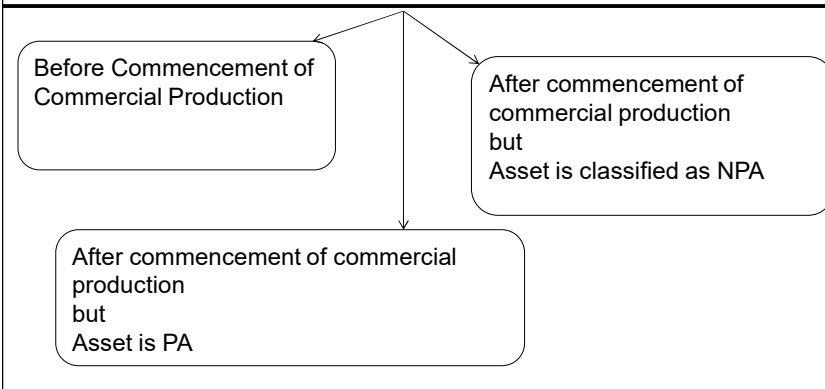 Before Commencement of
Commercial Production
After commencement of
commercial production
but
Asset is classified as NPA
After commencement of commercial
production
but
Asset is PA